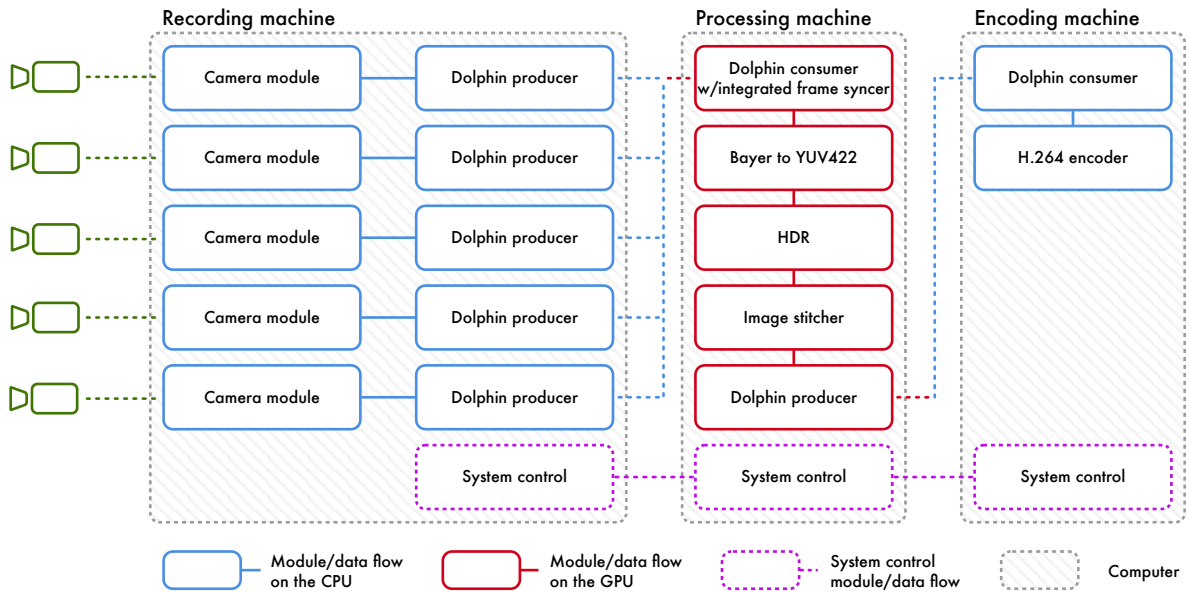 Recording machine
Processing machine
Encoding machine
Camera module
Dolphin producer
Dolphin consumer
w/integrated frame syncer
Dolphin consumer
Camera module
Dolphin producer
Bayer to YUV422
H.264 encoder
Camera module
Dolphin producer
HDR
Camera module
Dolphin producer
Image stitcher
Camera module
Dolphin producer
Dolphin producer
System control
System control
System control
Module/data flow
on the CPU
Module/data flow
on the GPU
System control
module/data flow
Computer